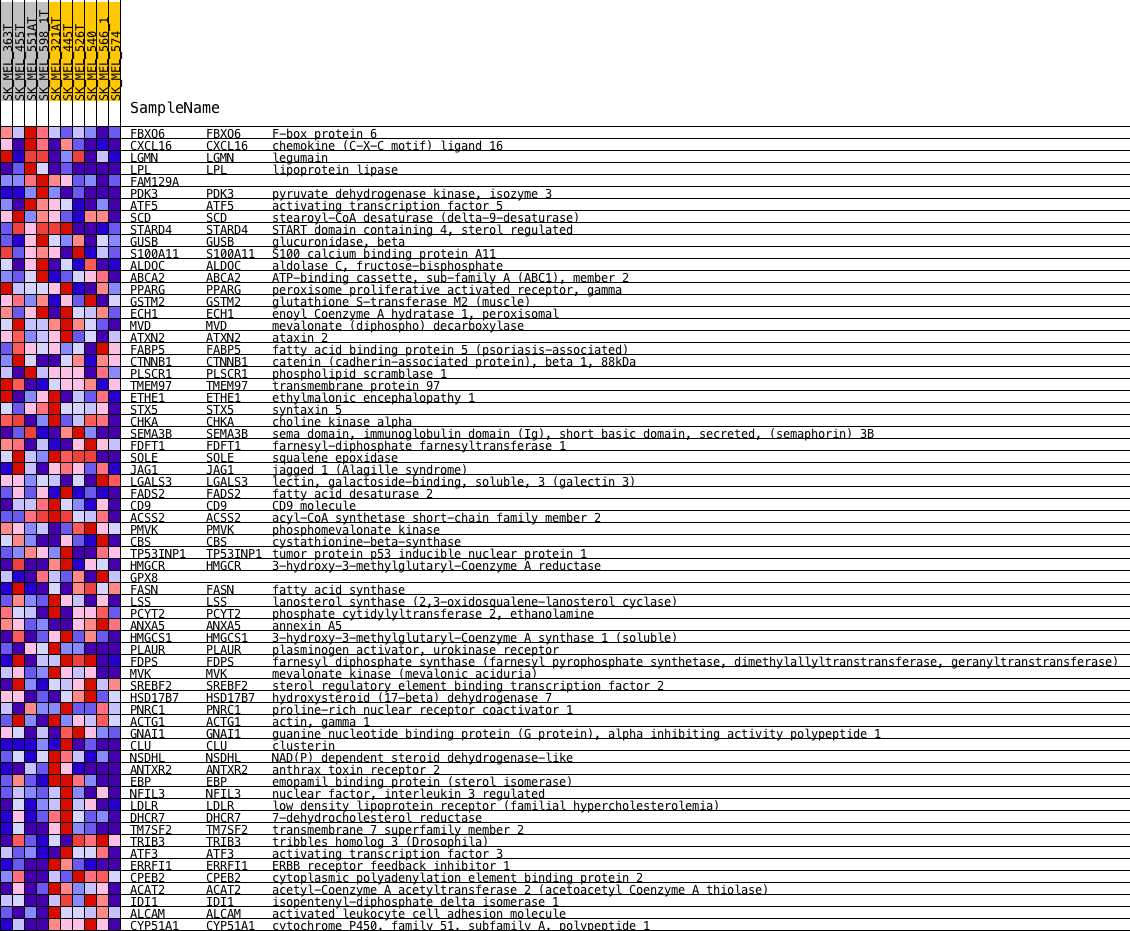 SK_MEL_363T
SK_MEL_455T
SK_MEL_551AT
SK_MEL_598_1T
SK_MEL_321AT
SK_MEL_445T
SK_MEL_526T
SK_MEL_540
SK_MEL_566_1
SK_MEL_574
SampleName
FBXO6 FBXO6 F-box protein 6
CXCL16 CXCL16 chemokine (C-X-C motif) ligand 16
LGMN LGMN legumain
LPL LPL lipoprotein lipase
FAM129A
PDK3 PDK3 pyruvate dehydrogenase kinase, isozyme 3
ATF5 ATF5 activating transcription factor 5
SCD SCD stearoyl-CoA desaturase (delta-9-desaturase)
STARD4 STARD4 START domain containing 4, sterol regulated
GUSB GUSB glucuronidase, beta
S100A11 S100A11 S100 calcium binding protein A11
ALDOC ALDOC aldolase C, fructose-bisphosphate
ABCA2 ABCA2 ATP-binding cassette, sub-family A (ABC1), member 2
PPARG PPARG peroxisome proliferative activated receptor, gamma
GSTM2 GSTM2 glutathione S-transferase M2 (muscle)
ECH1 ECH1 enoyl Coenzyme A hydratase 1, peroxisomal
MVD MVD mevalonate (diphospho) decarboxylase
ATXN2 ATXN2 ataxin 2
FABP5 FABP5 fatty acid binding protein 5 (psoriasis-associated)
CTNNB1 CTNNB1 catenin (cadherin-associated protein), beta 1, 88kDa
PLSCR1 PLSCR1 phospholipid scramblase 1
TMEM97 TMEM97 transmembrane protein 97
ETHE1 ETHE1 ethylmalonic encephalopathy 1
STX5 STX5 syntaxin 5
CHKA CHKA choline kinase alpha
SEMA3B SEMA3B sema domain, immunoglobulin domain (Ig), short basic domain, secreted, (semaphorin) 3B
FDFT1 FDFT1 farnesyl-diphosphate farnesyltransferase 1
SQLE SQLE squalene epoxidase
JAG1 JAG1 jagged 1 (Alagille syndrome)
LGALS3 LGALS3 lectin, galactoside-binding, soluble, 3 (galectin 3)
FADS2 FADS2 fatty acid desaturase 2
CD9 CD9 CD9 molecule
ACSS2 ACSS2 acyl-CoA synthetase short-chain family member 2
PMVK PMVK phosphomevalonate kinase
CBS CBS cystathionine-beta-synthase
TP53INP1 TP53INP1 tumor protein p53 inducible nuclear protein 1
HMGCR HMGCR 3-hydroxy-3-methylglutaryl-Coenzyme A reductase
GPX8
FASN FASN fatty acid synthase
LSS LSS lanosterol synthase (2,3-oxidosqualene-lanosterol cyclase)
PCYT2 PCYT2 phosphate cytidylyltransferase 2, ethanolamine
ANXA5 ANXA5 annexin A5
HMGCS1 HMGCS1 3-hydroxy-3-methylglutaryl-Coenzyme A synthase 1 (soluble)
PLAUR PLAUR plasminogen activator, urokinase receptor
FDPS FDPS farnesyl diphosphate synthase (farnesyl pyrophosphate synthetase, dimethylallyltranstransferase, geranyltranstransferase)
MVK MVK mevalonate kinase (mevalonic aciduria)
SREBF2 SREBF2 sterol regulatory element binding transcription factor 2
HSD17B7 HSD17B7 hydroxysteroid (17-beta) dehydrogenase 7
PNRC1 PNRC1 proline-rich nuclear receptor coactivator 1
ACTG1 ACTG1 actin, gamma 1
GNAI1 GNAI1 guanine nucleotide binding protein (G protein), alpha inhibiting activity polypeptide 1
CLU CLU clusterin
NSDHL NSDHL NAD(P) dependent steroid dehydrogenase-like
ANTXR2 ANTXR2 anthrax toxin receptor 2
EBP EBP emopamil binding protein (sterol isomerase)
NFIL3 NFIL3 nuclear factor, interleukin 3 regulated
LDLR LDLR low density lipoprotein receptor (familial hypercholesterolemia)
DHCR7 DHCR7 7-dehydrocholesterol reductase
TM7SF2 TM7SF2 transmembrane 7 superfamily member 2
TRIB3 TRIB3 tribbles homolog 3 (Drosophila)
ATF3 ATF3 activating transcription factor 3
ERRFI1 ERRFI1 ERBB receptor feedback inhibitor 1
CPEB2 CPEB2 cytoplasmic polyadenylation element binding protein 2
ACAT2 ACAT2 acetyl-Coenzyme A acetyltransferase 2 (acetoacetyl Coenzyme A thiolase)
IDI1 IDI1 isopentenyl-diphosphate delta isomerase 1
ALCAM ALCAM activated leukocyte cell adhesion molecule
CYP51A1 CYP51A1 cytochrome P450, family 51, subfamily A, polypeptide 1